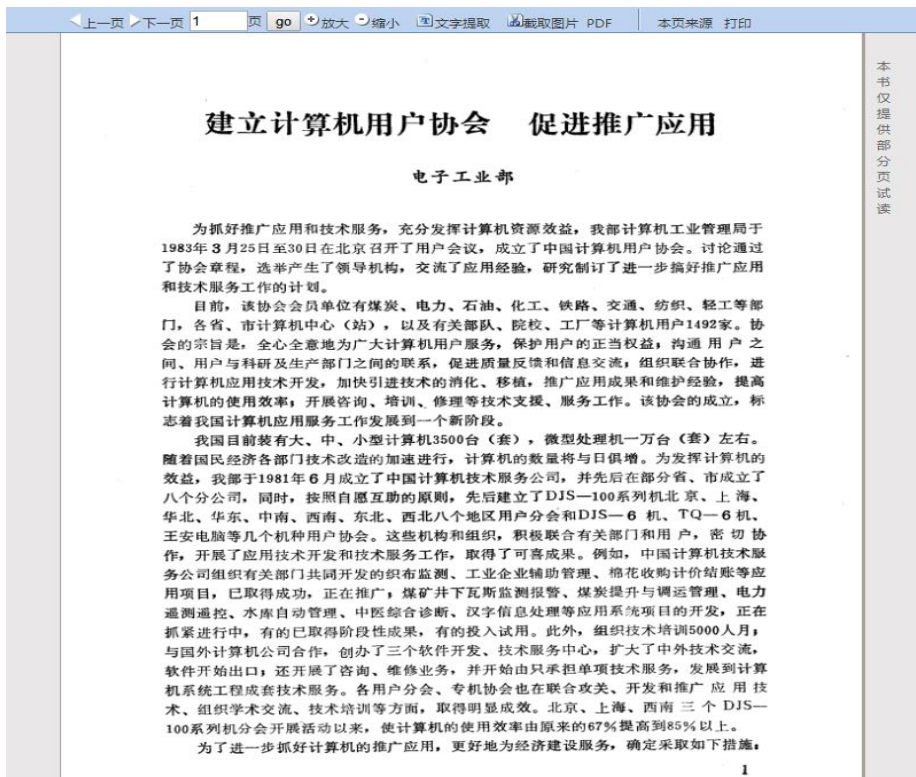 上一页 下一页 1 页 go 放大 缩小 文字提取 截取图片 PDF 本页来源 打印
本书仅提供部分页试读
建立计算机用户协会 促进推广应用
电子工业部
为抓好推广应用和技术服务，充分发挥计算机资源效益，我部计算机工业管理局于
1983年3月25日至30日在北京召开了用户会议，成立了中国计算机用户协会。讨论通过
了协会章程，选举产生了领导机构，交流了应用经验，研究制订了进一步搞好推广应用
和技术服务工作的计划。
目前，该协会会员单位有煤炭、电力、石油、化工、铁路、交通、纺织、轻工等部
门，各省、市计算机中心（站），以及有关部队、院校、工厂等计算机用户1492家。协
会的宗旨是，全心全意地为广大计算机用户服务，保护用户的正当权益；沟通用户之
间、用户与科研及生产部门之间的联系，促进质量反馈和信息交流；组织联合协作，进
行计算机应用技术开发，加快引进技术的消化、移植，推广应用成果和维护经验，提高
计算机的使用效率；开展咨询、培训、修理等技术支援、服务工作。该协会的成立，标
志着我国计算机应用服务工作发展到一个新阶段。
我国目前装有大、中、小型计算机3500台（套），微型处理机一万台（套）左右。
随着国民经济各部门技术改造的加速进行，计算机的数量将与日俱增。为发挥计算机的
效益，我部于1981年6月成立了中国计算机技术服务公司，并先后在部分省、市成立了
八个分公司，同时，按照自愿互助的原则，先后建立了DJS—100系列机北京、上海、
华北、华东、中南、西南、东北、西北八个地区用户分会和DJS—6 机、TQ—6机、
王安电脑等几个机种用户协会。这些机构和组织，积极联合有关部门和用户，密切协
作，开展了应用技术开发和技术服务工作，取得了可喜成果。例如，中国计算机技术服
务公司组织有关部门共同开发的织布监测、工业企业辅助管理、棉花收购计价结账等应
用项目，已取得成功，正在推广；煤矿井下瓦斯监测报警、煤炭提升与调运管理、电力
遥测遥控、水库自动管理、中医综合诊断、汉字信息处理等应用系统项目的开发，正在
抓紧进行中，有的已取得阶段性成果，有的投入试用。此外，组织技术培训5000人月；
与国外计算机公司合作，创办了三个软件开发、技术服务中心，扩大了中外技术交流，
软件开始出口；还开展了咨询、维修业务，并开始由只承担单项技术服务，发展到计算
机系统工程成套技术服务。各用户分会、专机协会也在联合攻关、开发和推广应用技
术、组织学术交流、技术培训等方面，取得明显成效。北京、上海、西南三个DJS—
100系列机分会开展活动以来，使计算机的使用效率由原来的67%提高到85%以上。
为了进一步抓好计算机的推广应用，更好地为经济建设服务，确定采取如下措施；
1